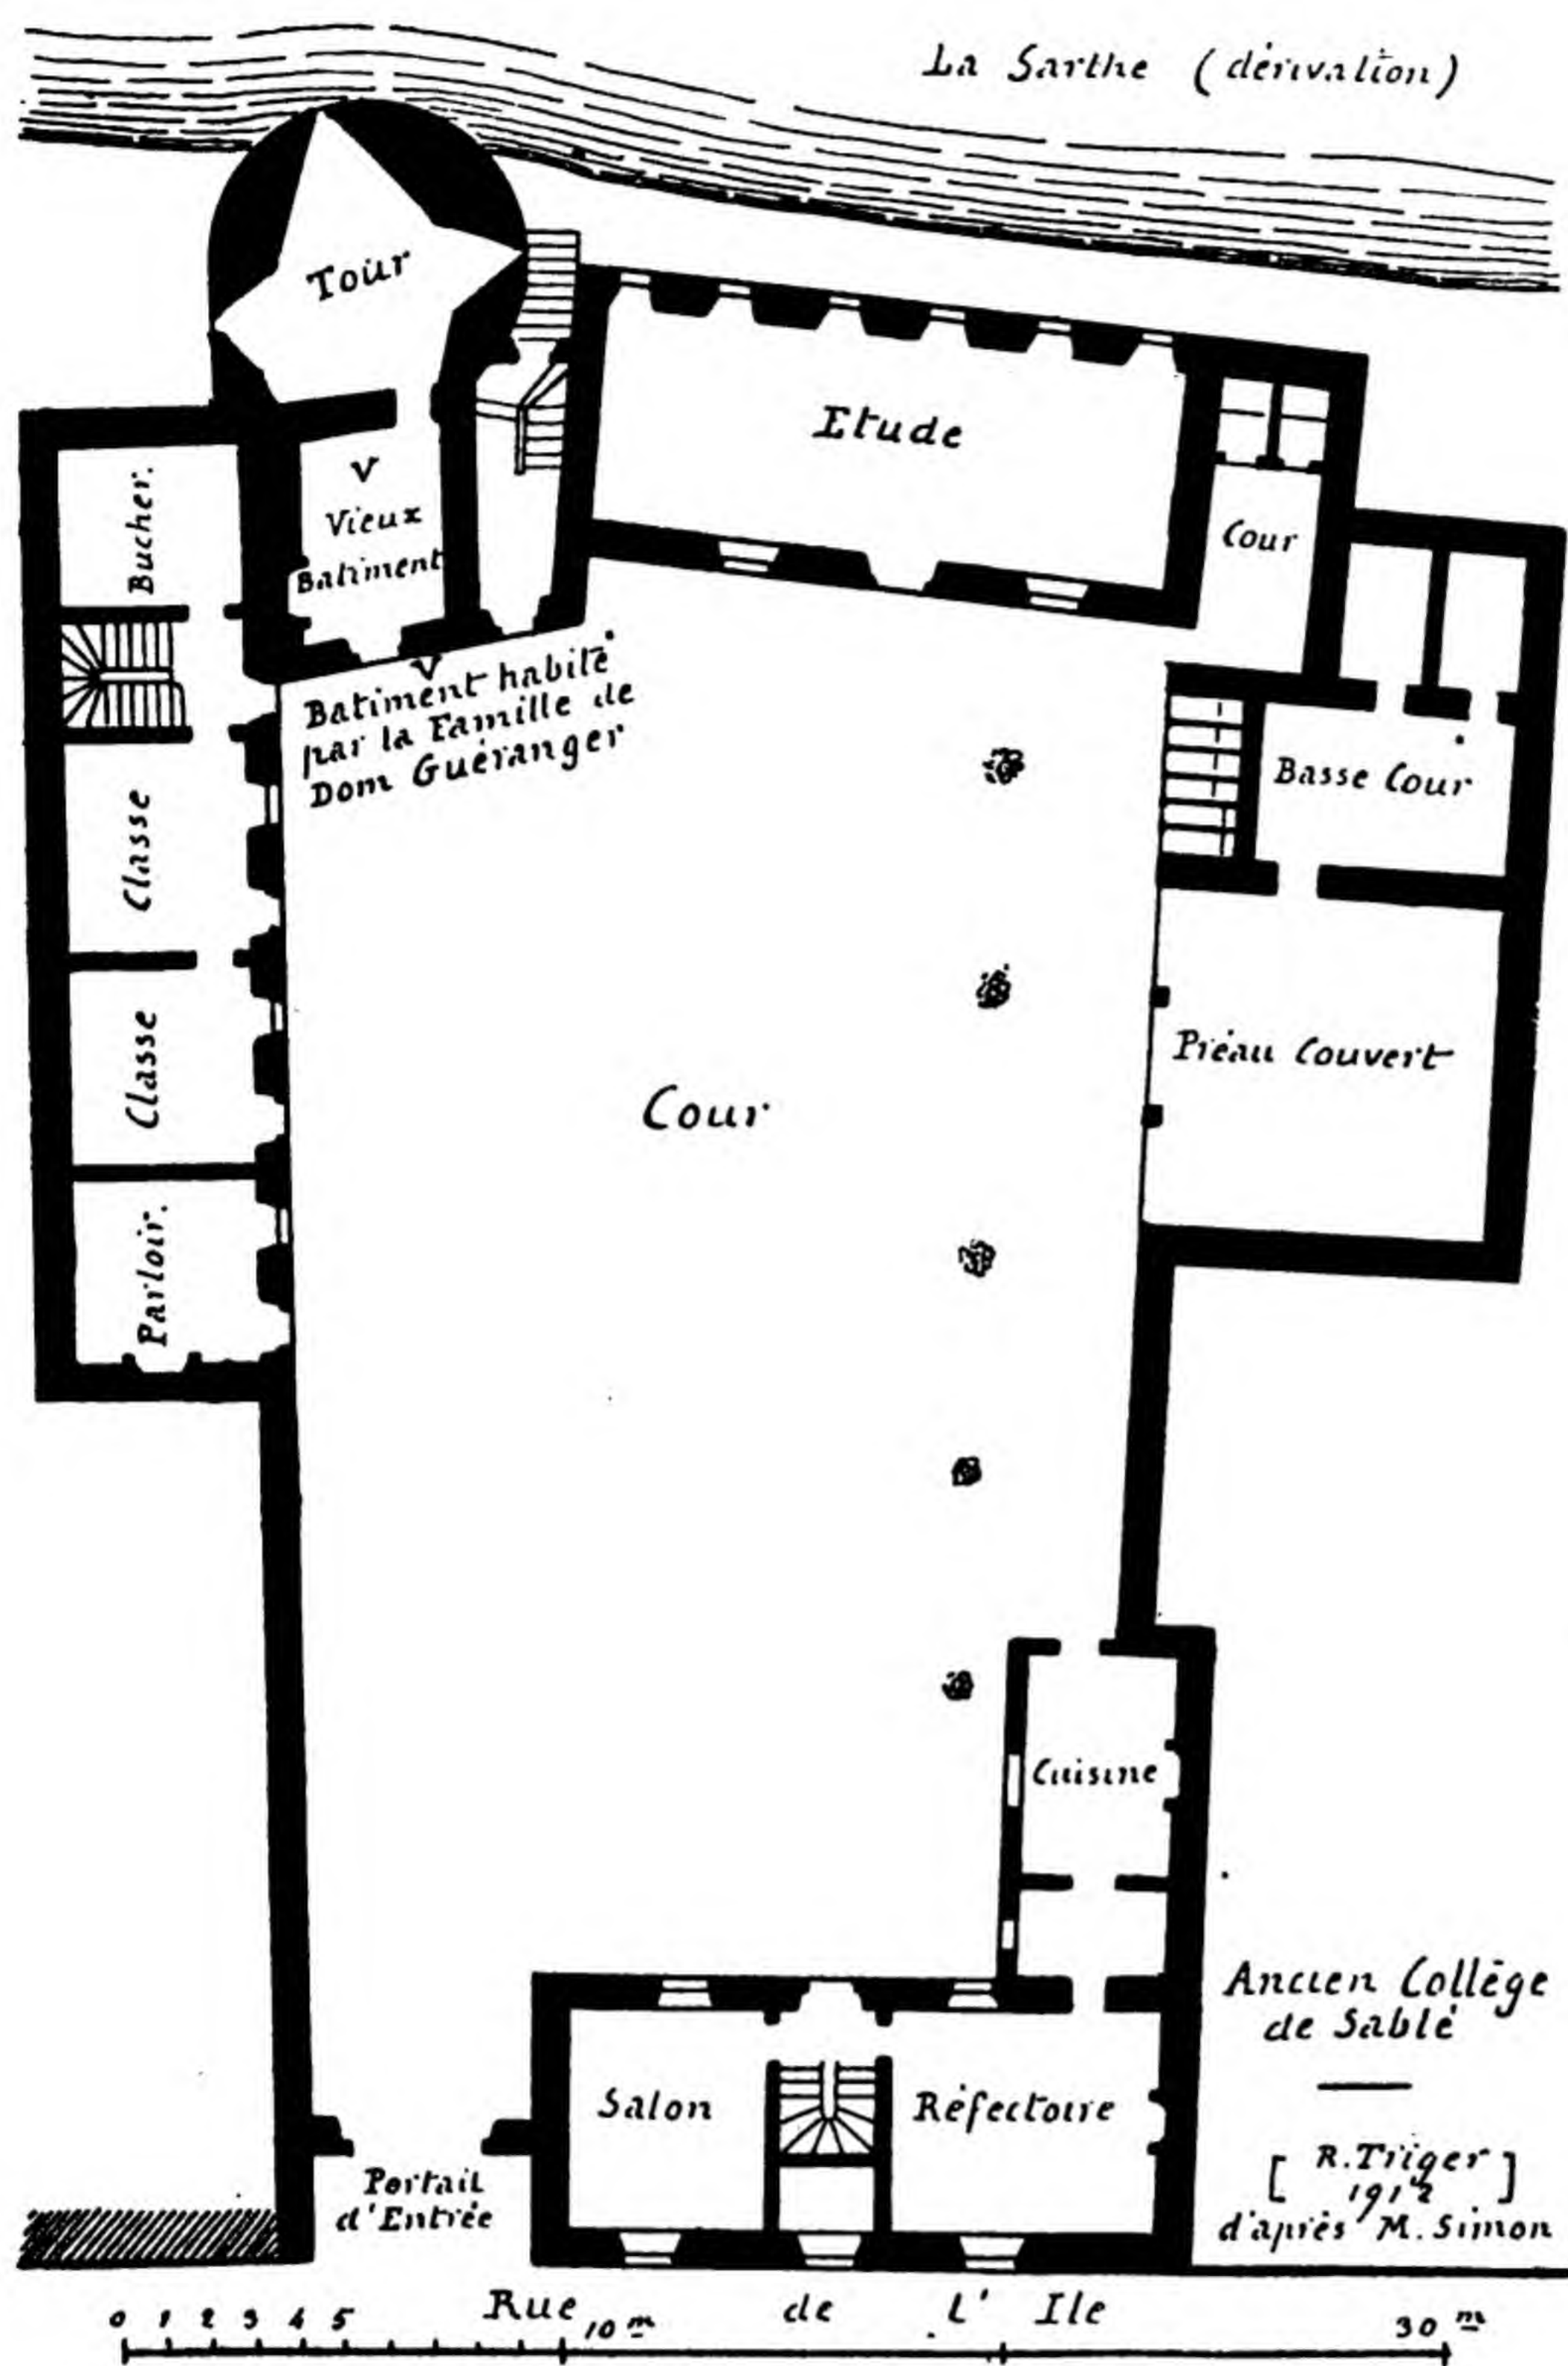 La Sarthe (dérivation)
Tour
Etude
V
Vieux
Batiment
Bucher.
Cour
V
Batiment habité
par la Famille de
Dom Guéranger
Basse Cour
Classe
Classe
Préau Couvert
Cour
Parloir.
Cuisine
Ancien Collège
de Sablé
Salon
Réfectoire
Portail
d'Entrée
[ R. Triger
1912 ]
d'après M. Simon
Rue de L' Ile
0 1 2 3 4 5 10 m 30 m